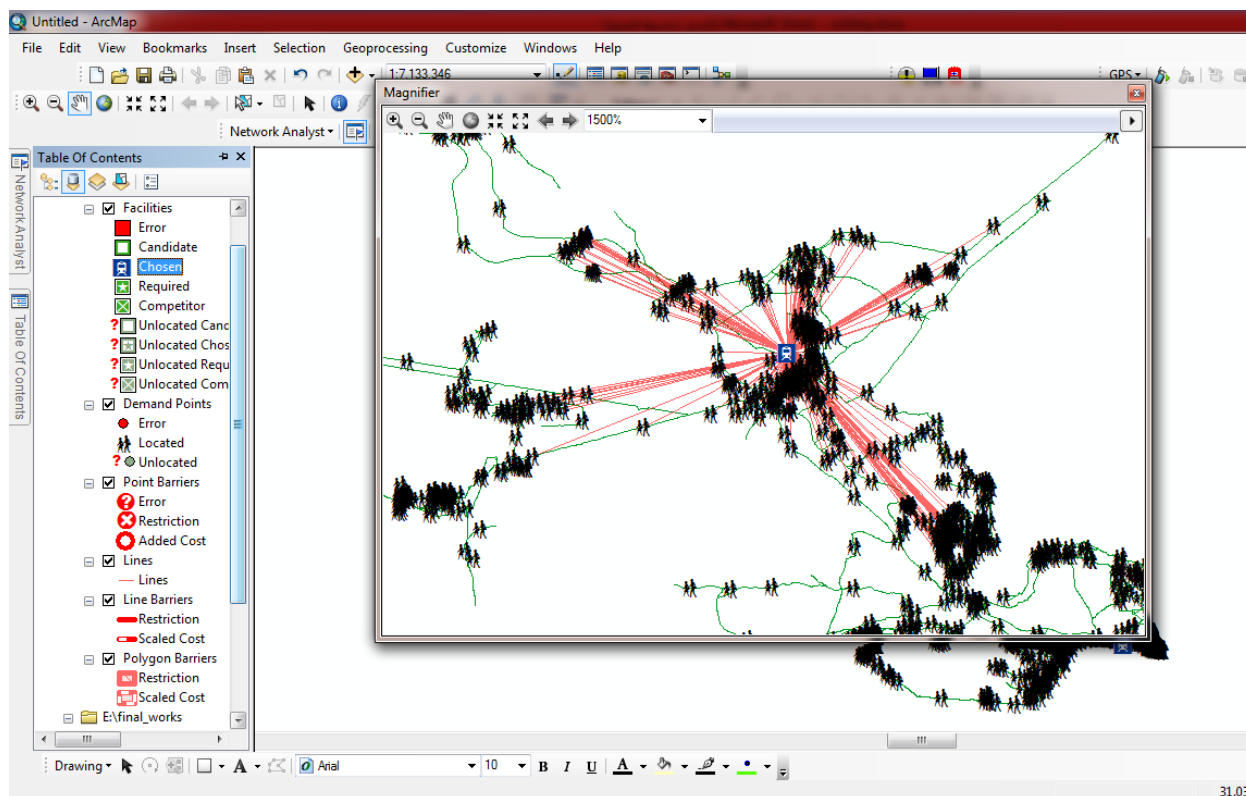 Untitled - ArcMap
File Edit View Bookmarks Insert Selection Geoprocessing Customize Windows Help
1:7.133.346
GPS
Magnifier
1500%
Network Analyst
Table Of Contents
Network Analyst
Table Of Contents
Facilities
Error
Candidate
Chosen
Required
Competitor
? Unlocated Canc
? Unlocated Chos
? Unlocated Requ
? Unlocated Com
Demand Points
Error
Located
? Unlocated
Point Barriers
Error
Restriction
Added Cost
Lines
Lines
Line Barriers
Restriction
Scaled Cost
Polygon Barriers
Restriction
Scaled Cost
E:\final_works
Drawing A Arial 10 B I U A
31.03